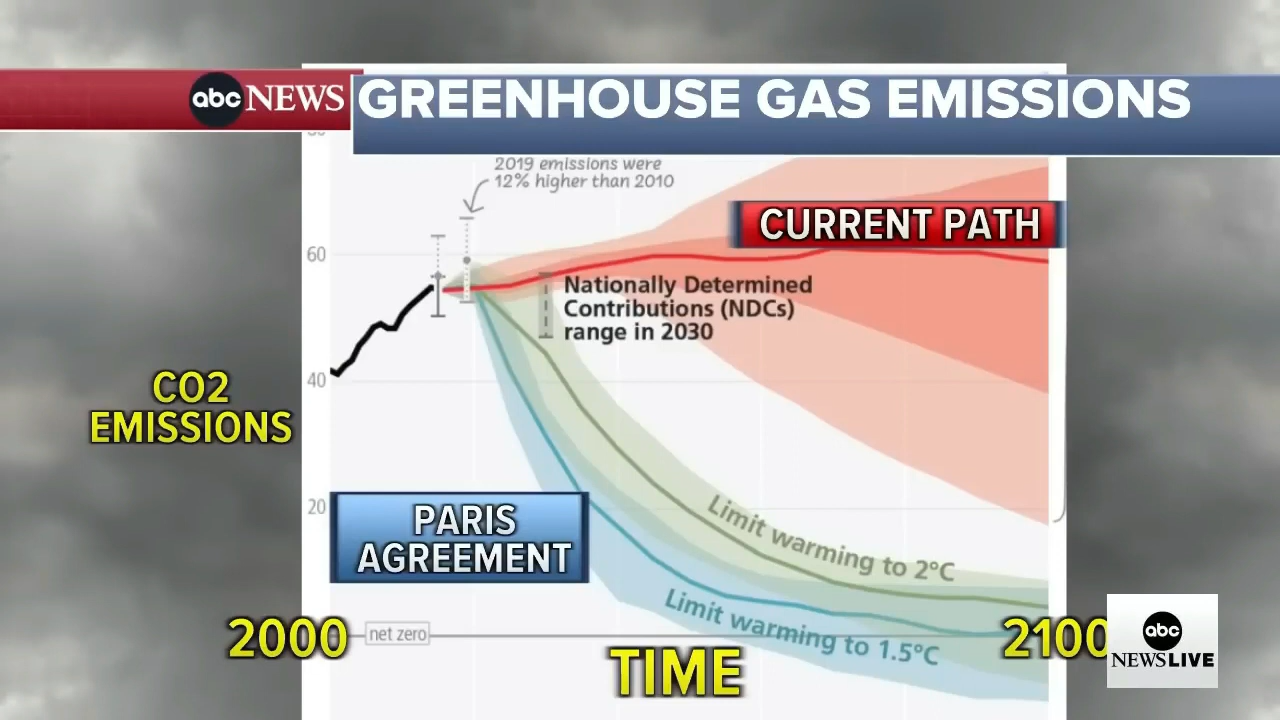 abc NEWS
GREENHOUSE GAS EMISSIONS
2019 emissions were
12% higher than 2010
CURRENT PATH
60
Nationally Determined
Contributions (NDCs)
range in 2030
40
CO2
EMISSIONS
20
PARIS
AGREEMENT
Limit warming to 2°C
Limit warming to 1.5°C
net zero
2000
TIME
2100
abc
NEWSLIVE